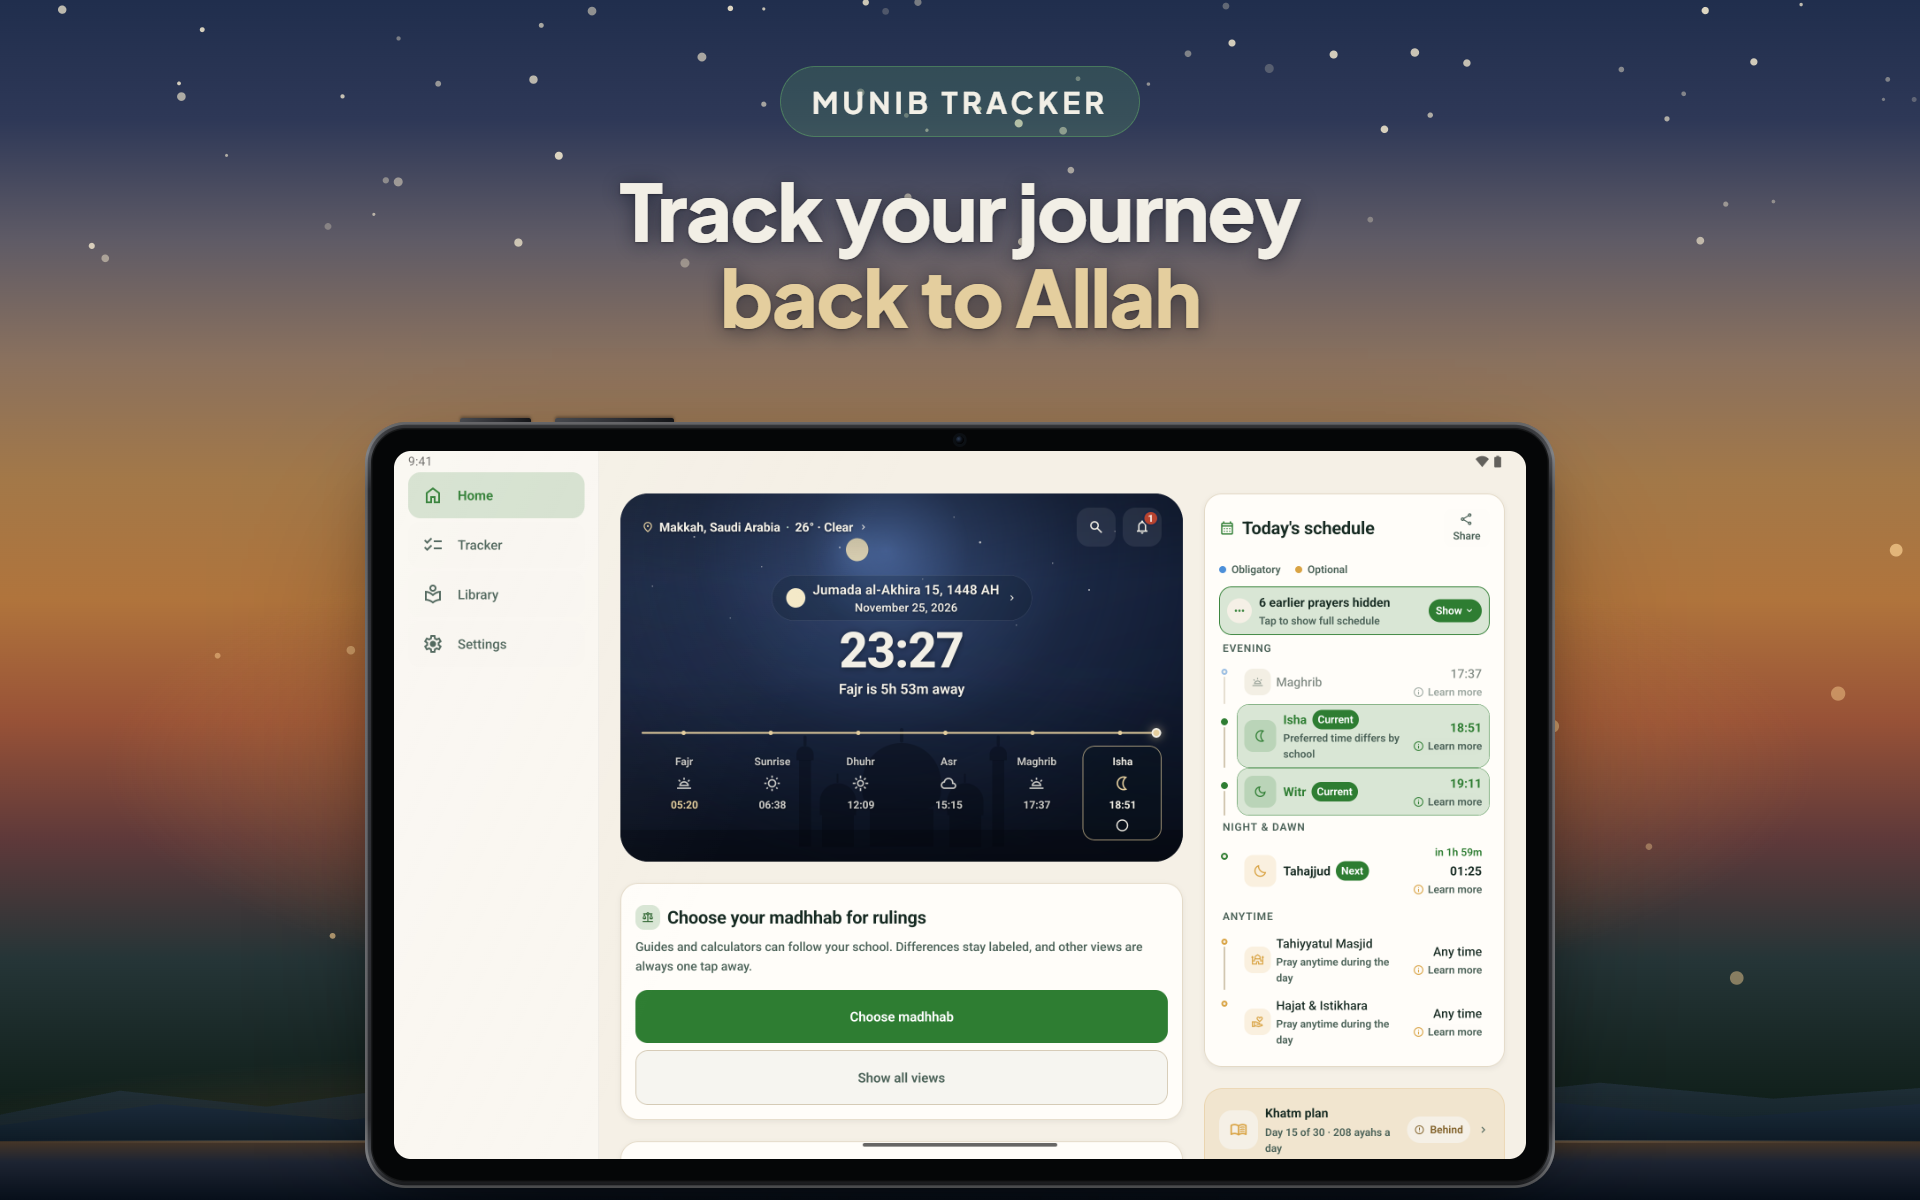 MUNIB TRACKER
Track your journey
back to Allah
9:41
Home
Tracker
Library
Settings
Makkah, Saudi Arabia · 26° · Clear
1
Jumada al-Akhira 15, 1448 AH
November 25, 2026
23:27
Fajr is 5h 53m away
Fajr
Sunrise
Dhuhr
Asr
Maghrib
Isha
05:20
06:38
12:09
15:15
17:37
18:51
Choose your madhhab for rulings
Guides and calculators can follow your school. Differences stay labeled, and other views are
always one tap away.
Choose madhhab
Show all views
Today's schedule
Share
Obligatory
Optional
6 earlier prayers hidden
Tap to show full schedule
Show
EVENING
Maghrib
17:37
Learn more
Isha
Current
Preferred time differs by
school
18:51
Learn more
Witr
Current
19:11
Learn more
NIGHT & DAWN
Tahajjud
Next
in 1h 59m
01:25
Learn more
ANYTIME
Tahiyyatul Masjid
Pray anytime during the
day
Any time
Learn more
Hajat & Istikhara
Pray anytime during the
day
Any time
Learn more
Khatm plan
Day 15 of 30 · 208 ayahs a
day
Behind